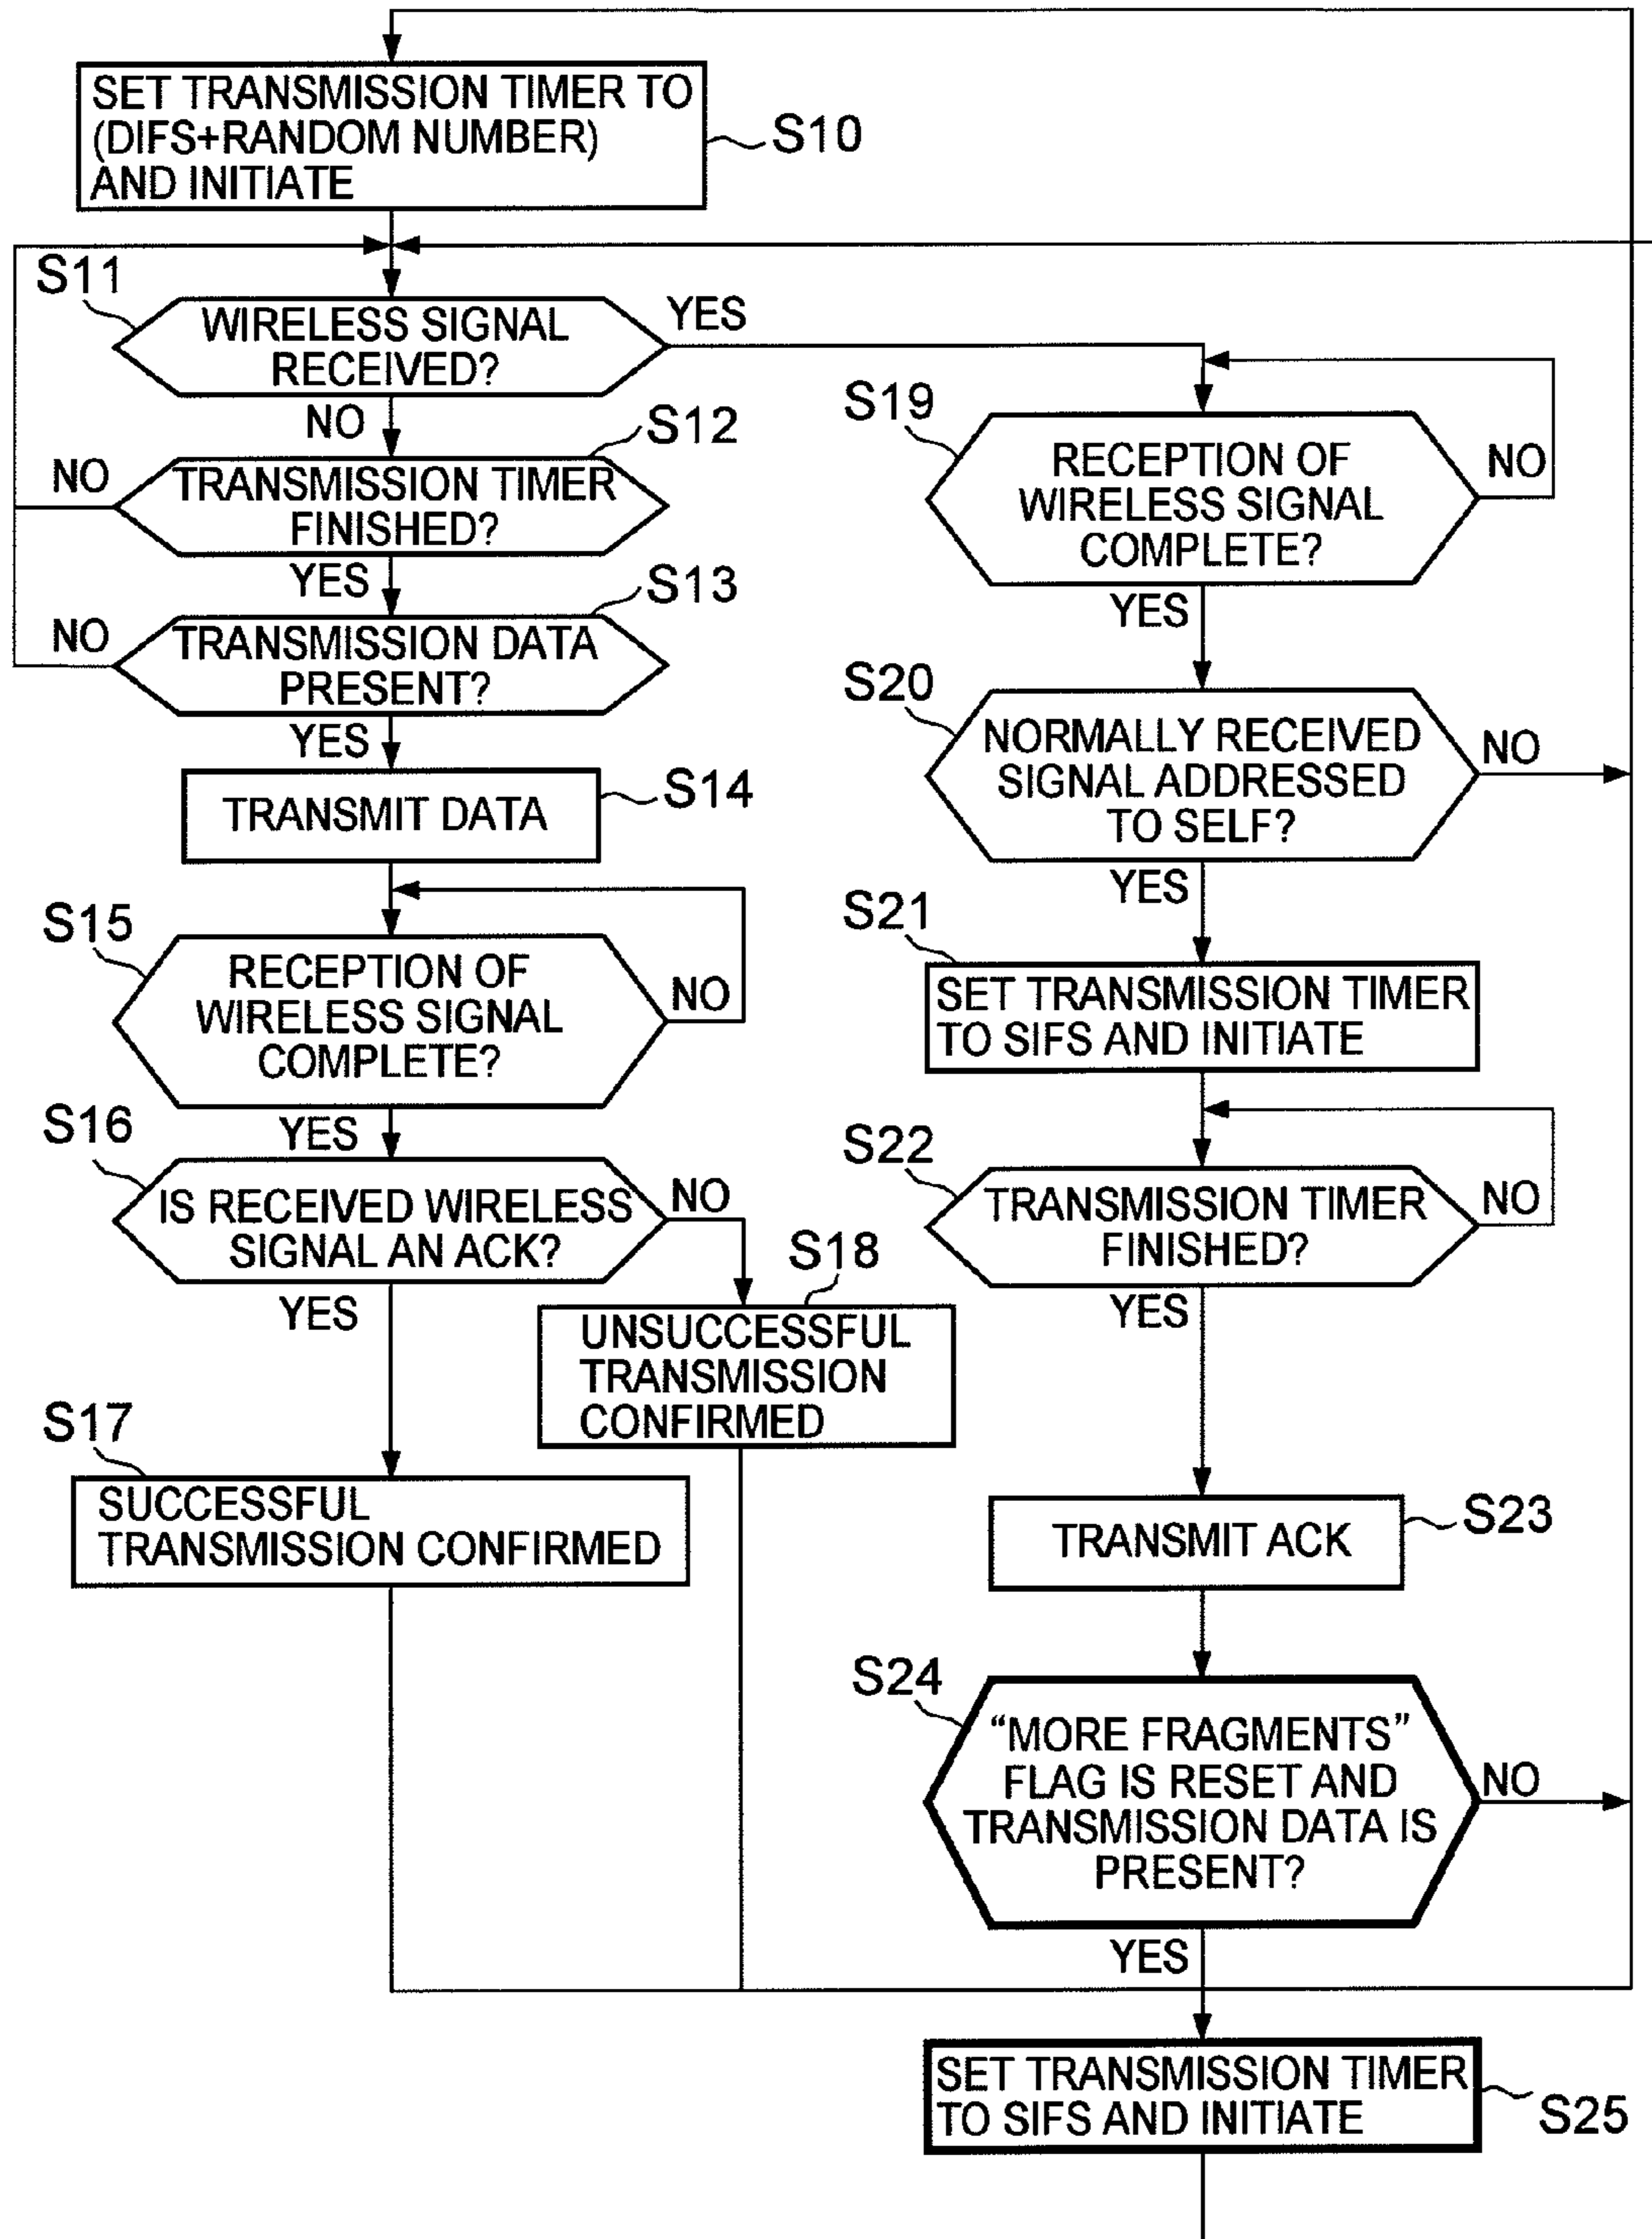 SET TRANSMISSION TIMER TO
(DIFS+RANDOM NUMBER)
AND INITIATE
S10
S11
WIRELESS SIGNAL
RECEIVED?
YES
NO
S12
TRANSMISSION TIMER
FINISHED?
NO
YES
S13
TRANSMISSION DATA
PRESENT?
NO
YES
TRANSMIT DATA
S14
S15
RECEPTION OF
WIRELESS SIGNAL
COMPLETE?
NO
YES
S16
IS RECEIVED WIRELESS
SIGNAL AN ACK?
NO
YES
S18
UNSUCCESSFUL
TRANSMISSION
CONFIRMED
S17
SUCCESSFUL
TRANSMISSION CONFIRMED
S19
RECEPTION OF
WIRELESS SIGNAL
COMPLETE?
NO
YES
S20
NORMALLY RECEIVED
SIGNAL ADDRESSED
TO SELF?
NO
YES
S21
SET TRANSMISSION TIMER
TO SIFS AND INITIATE
S22
TRANSMISSION TIMER
FINISHED?
NO
YES
TRANSMIT ACK
S23
S24
“MORE FRAGMENTS”
FLAG IS RESET AND
TRANSMISSION DATA IS
PRESENT?
NO
YES
SET TRANSMISSION TIMER
TO SIFS AND INITIATE
S25